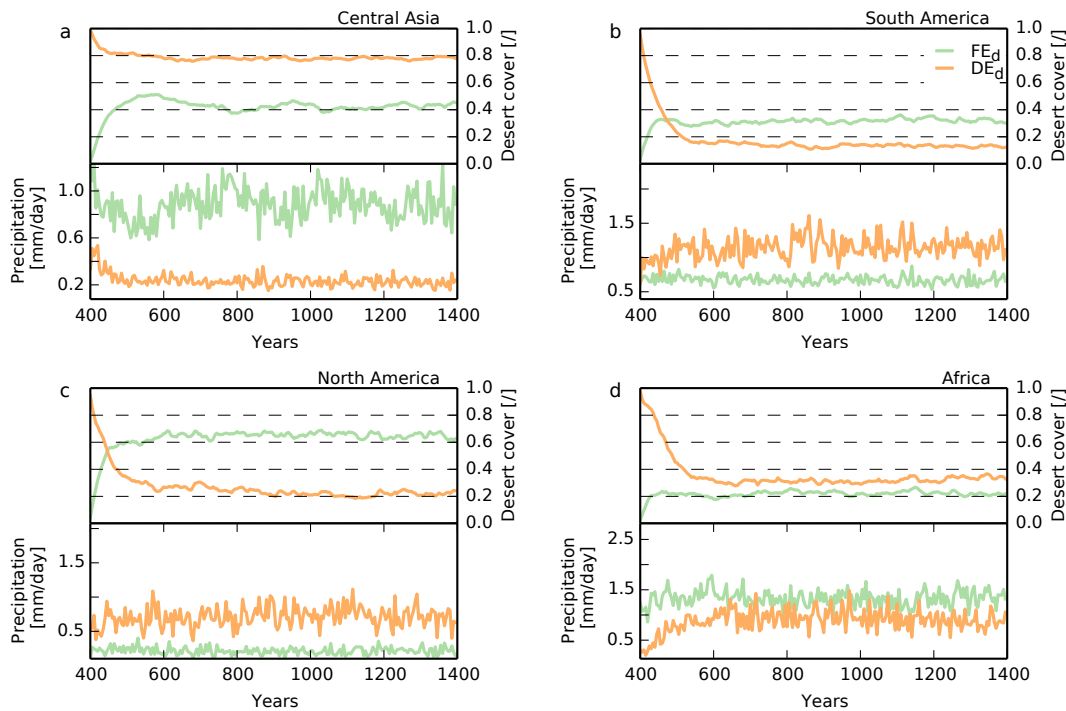 a
Central Asia
1.0
0.8
0.6
0.4
0.2
0.0
Desert cover [/]
1.0
0.6
0.2
Precipitation
[mm/day]
400 600 800 1000 1200 1400
Years
b
South America
FEd
DEd
1.0
0.8
0.6
0.4
0.2
0.0
Desert cover [/]
1.5
0.5
Precipitation
[mm/day]
400 600 800 1000 1200 1400
Years
c
North America
1.0
0.8
0.6
0.4
0.2
0.0
Desert cover [/]
1.5
0.5
Precipitation
[mm/day]
400 600 800 1000 1200 1400
Years
d
Africa
1.0
0.8
0.6
0.4
0.2
0.0
Desert cover [/]
2.5
1.5
0.5
Precipitation
[mm/day]
400 600 800 1000 1200 1400
Years